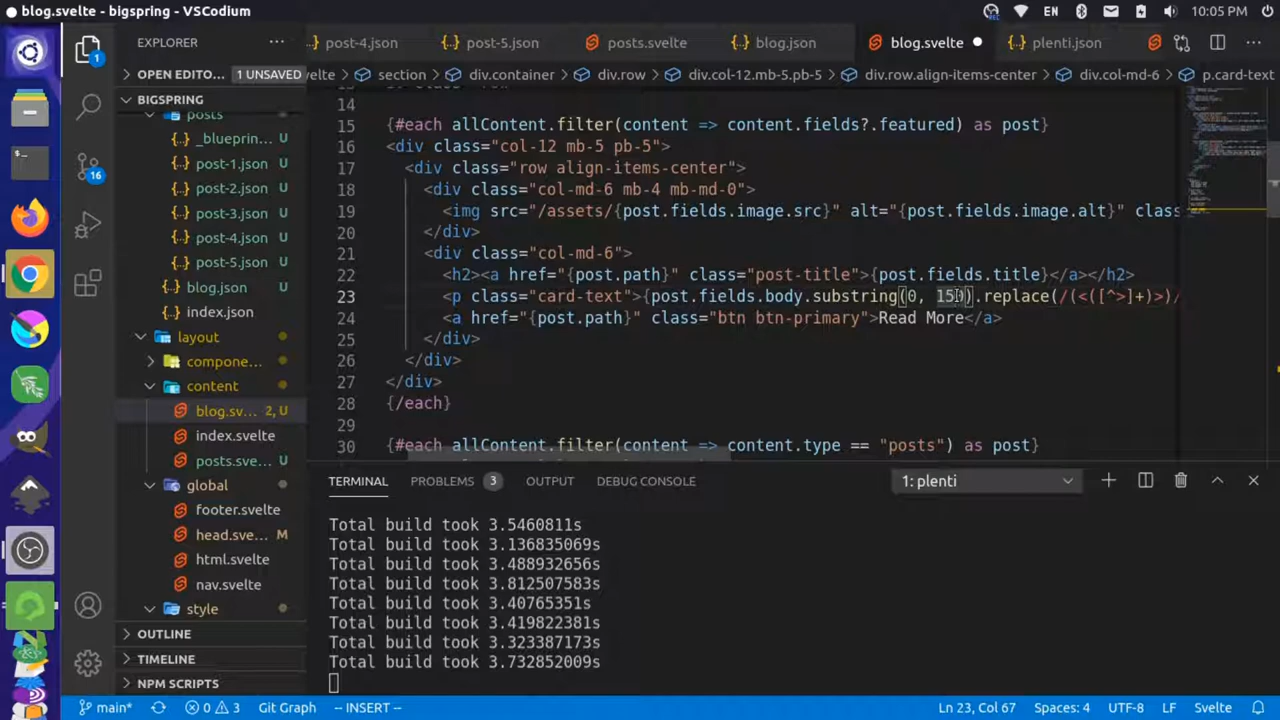 blog.svelte - bigspring - VSCodium
EN
10:05 PM
EXPLORER
post-4.json
post-5.json
posts.svelte
blog.json
blog.svelte
plenti.json
OPEN EDITO... 1 UNSAVED
velte
section
div.container
div.row
div.col-12.mb-5.pb-5
div.row.align-items-center
div.col-md-6
p.card-text
BIGSPRING
posts
_blueprin... U
post-1.json U
post-2.json U
post-3.json U
post-4.json U
post-5.json U
blog.json U
index.json
layout
compone...
content
blog.sv... 2, U
index.svelte
posts.sve... U
global
footer.svelte
head.sve... M
html.svelte
nav.svelte
style
OUTLINE
TIMELINE
NPM SCRIPTS
14
15 {#each allContent.filter(content => content.fields?.featured) as post}
16 <div class="col-12 mb-5 pb-5">
17 <div class="row align-items-center">
18 <div class="col-md-6 mb-4 mb-md-0">
19 <img src="/assets/{post.fields.image.src}" alt="{post.fields.image.alt}" class
20 </div>
21 <div class="col-md-6">
22 <h2><a href="{post.path}" class="post-title">{post.fields.title}</a></h2>
23 <p class="card-text">{post.fields.body.substring(0, 150).replace(/(<([^>]+)>)/
24 <a href="{post.path}" class="btn btn-primary">Read More</a>
25 </div>
26 </div>
27 </div>
28 {/each}
29
30 {#each allContent.filter(content => content.type == "posts") as post}
TERMINAL
PROBLEMS 3
OUTPUT
DEBUG CONSOLE
1: plenti
Total build took 3.5460811s
Total build took 3.136835069s
Total build took 3.488932656s
Total build took 3.812507583s
Total build took 3.40765351s
Total build took 3.419822381s
Total build took 3.323387173s
Total build took 3.732852009s
1
16
main*
0
3
Git Graph
-- INSERT --
Ln 23, Col 67
Spaces: 4
UTF-8
LF
Svelte